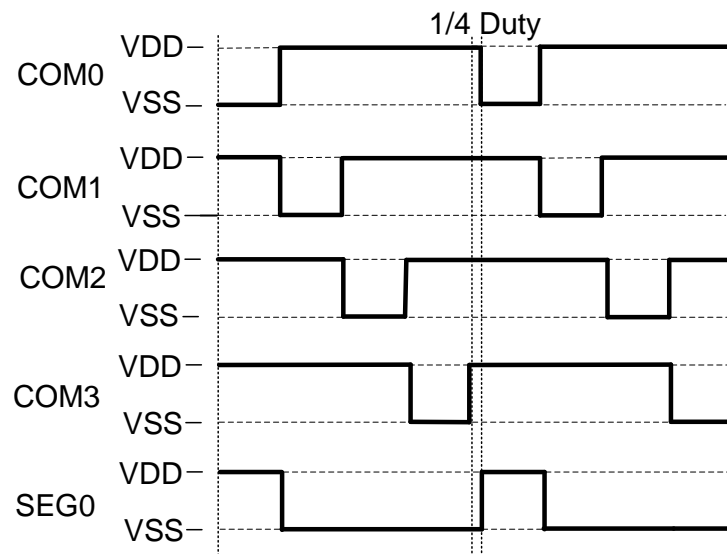 1/4 Duty
VDD
COM0
VSS
VDD
COM1
VSS
VDD
COM2
VSS
VDD
COM3
VSS
VDD
SEG0
VSS